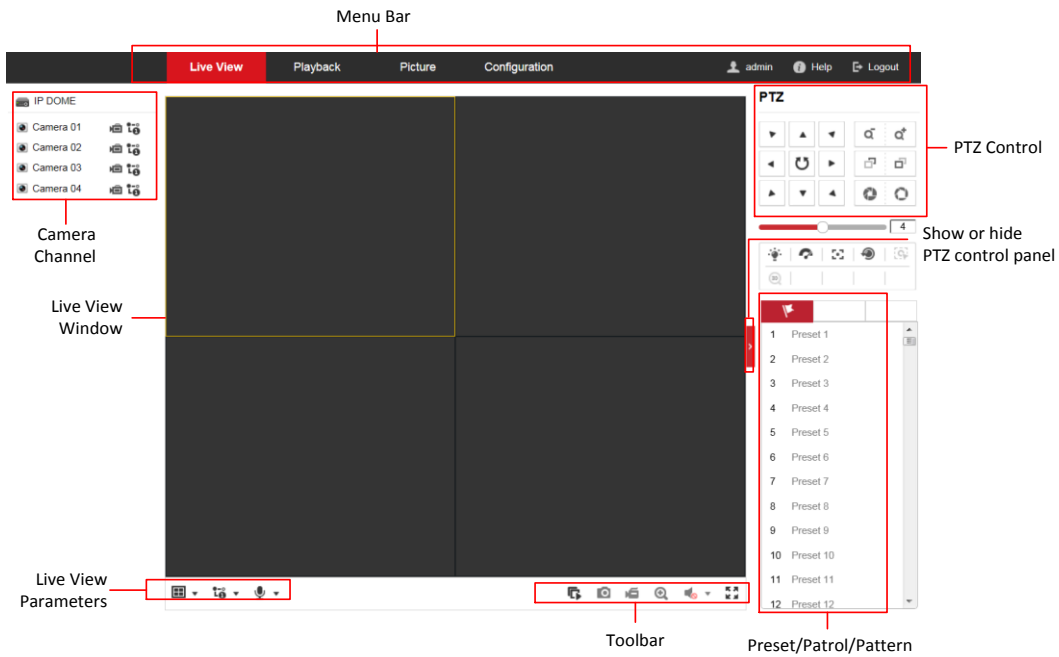 Menu Bar
Live View Playback Picture Configuration admin Help Logout
IP DOME
Camera 01
Camera 02
Camera 03
Camera 04
Camera
Channel
Live View
Window
PTZ
PTZ Control
4
Show or hide
PTZ control panel
1 Preset 1
2 Preset 2
3 Preset 3
4 Preset 4
5 Preset 5
6 Preset 6
7 Preset 7
8 Preset 8
9 Preset 9
10 Preset 10
11 Preset 11
12 Preset 12
Live View
Parameters
Toolbar
Preset/Patrol/Pattern